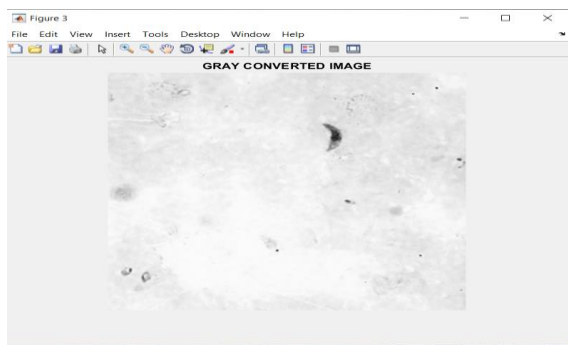 Figure 3
File Edit View Insert Tools Desktop Window Help
GRAY CONVERTED IMAGE